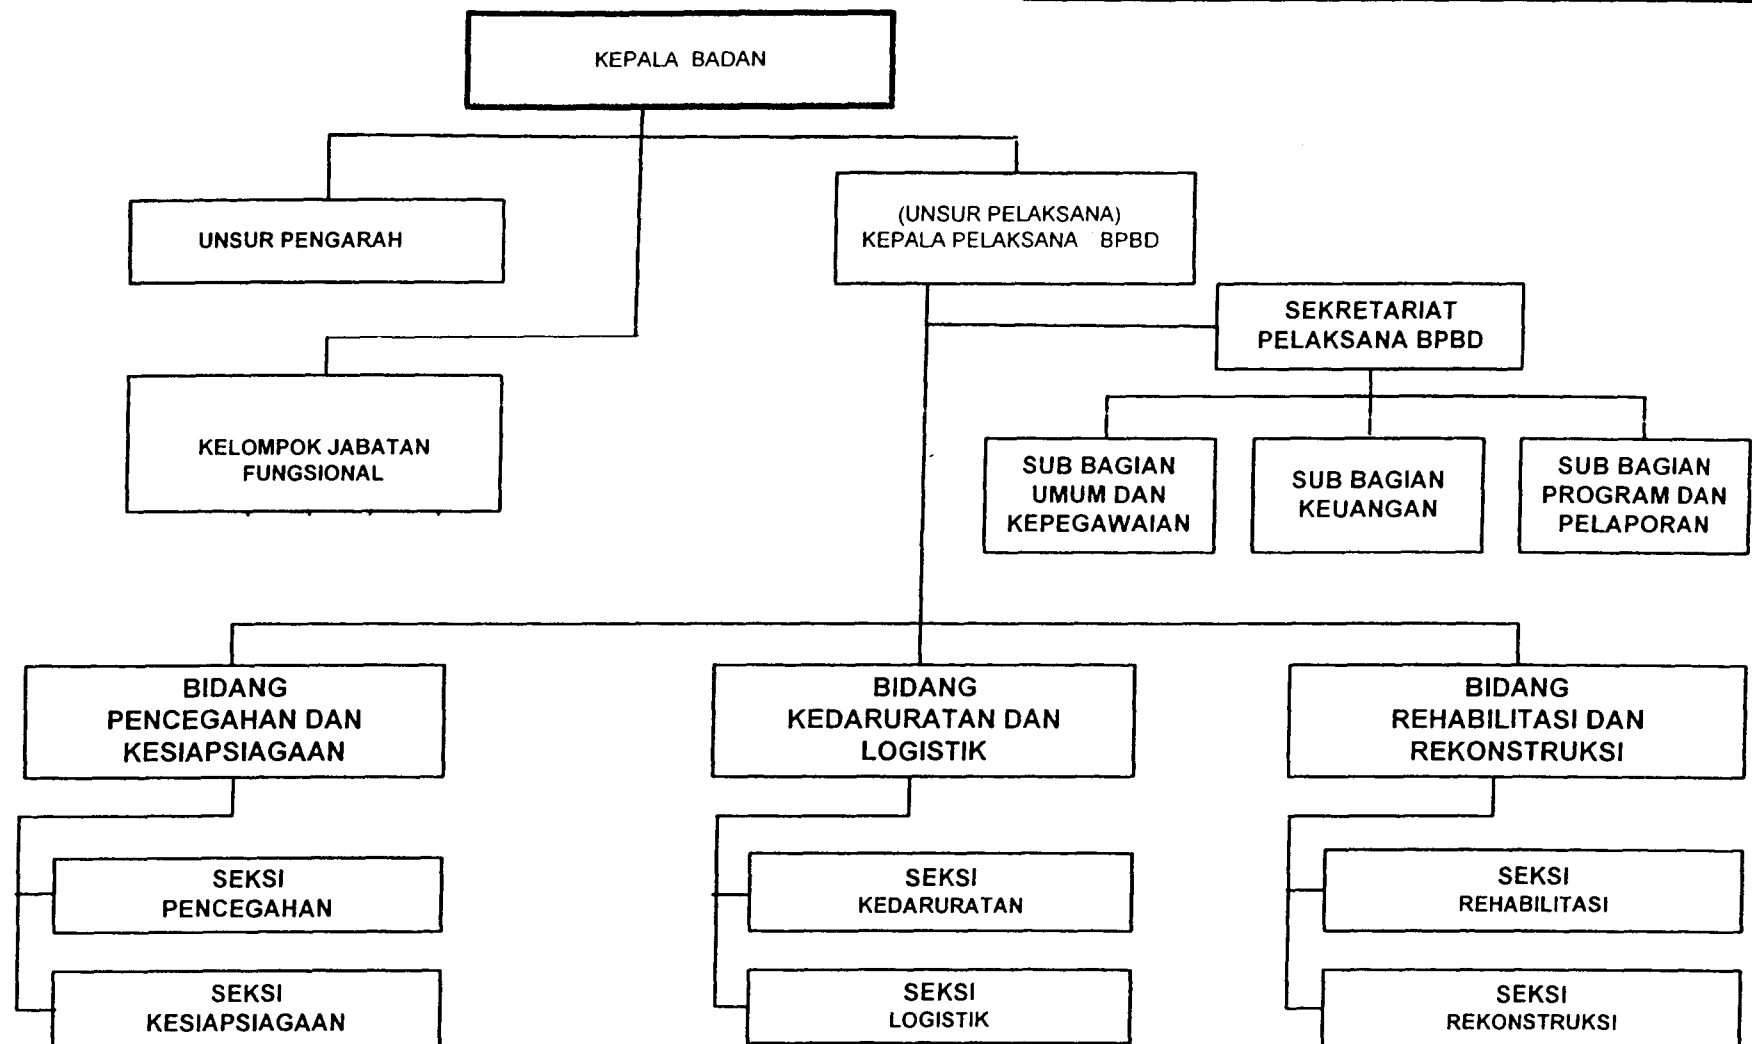 KEPALA BADAN
UNSUR PENGARAH
(UNSUR PELAKSANA)
KEPALA PELAKSANA BPBD
SEKRETARIAT
PELAKSANA BPBD
KELOMPOK JABATAN
FUNGSIONAL
SUB BAGIAN
UMUM DAN
KEPEGAWAIAN
SUB BAGIAN
KEUANGAN
SUB BAGIAN
PROGRAM DAN
PELAPORAN
BIDANG
PENCEGAHAN DAN
KESIAPSIAGAAN
BIDANG
KEDARURATAN DAN
LOGISTIK
BIDANG
REHABILITASI DAN
REKONSTRUKSI
SEKSI
PENCEGAHAN
SEKSI
KEDARURATAN
SEKSI
REHABILITASI
SEKSI
KESIAPSIAGAAN
SEKSI
LOGISTIK
SEKSI
REKONSTRUKSI